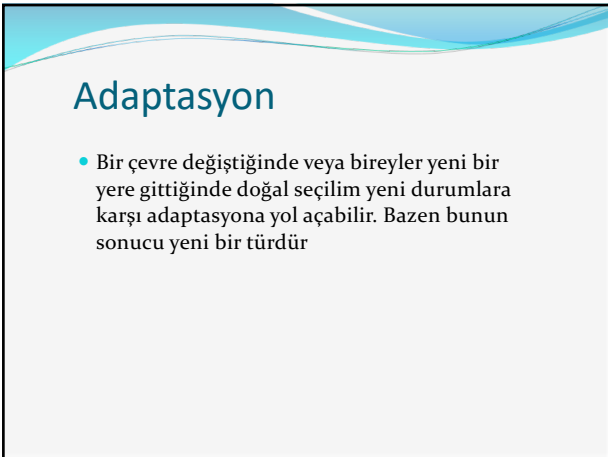 Adaptasyon
• Bir çevre değiştiğinde veya bireyler yeni bir
yere gittiğinde doğal seçilim yeni durumlara
karşı adaptasyona yol açabilir. Bazen bunun
sonucu yeni bir türdür